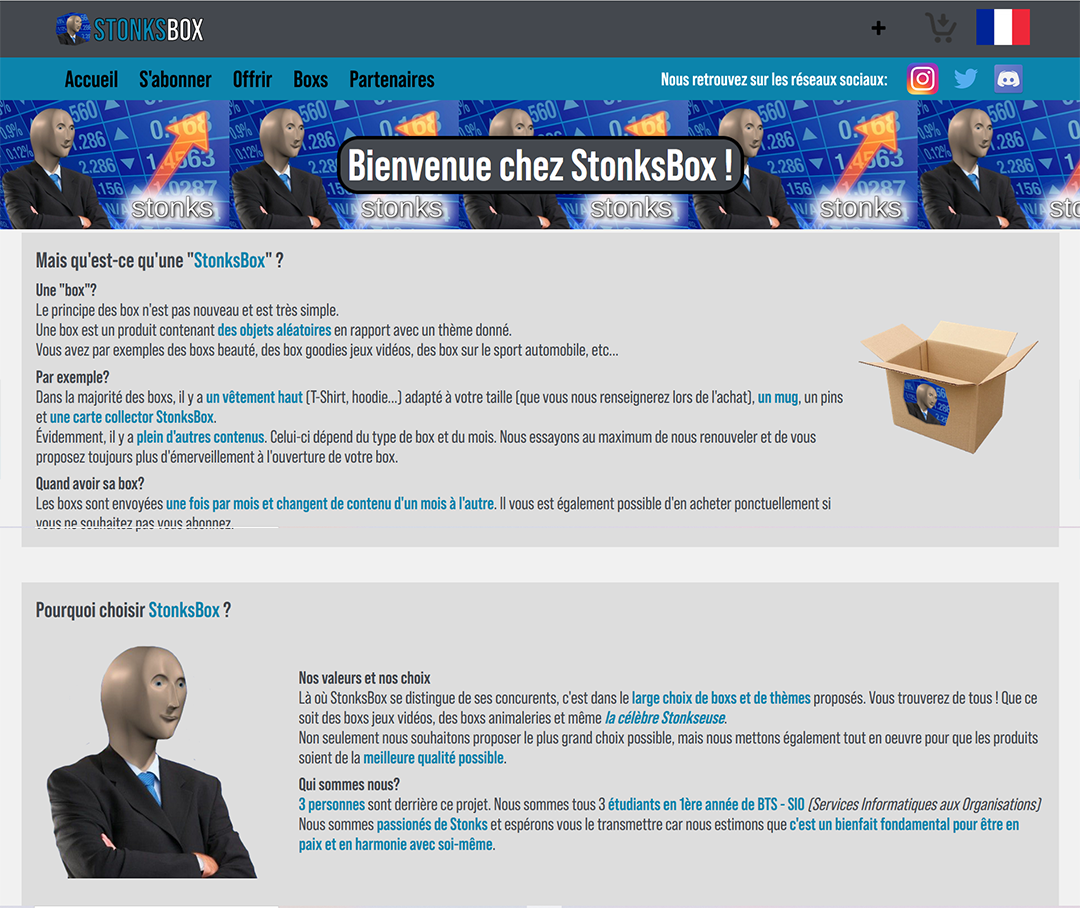 STONKSBOX
+
Accueil S'abonner Offrir Boxs Partenaires
Nous retrouvez sur les réseaux sociaux:
Bienvenue chez StonksBox !
stonks stonks stonks stonks sto
Mais qu'est-ce qu'une "StonksBox" ?
Une "box"?
Le principe des box n'est pas nouveau et est très simple.
Une box est un produit contenant des objets aléatoires en rapport avec un thème donné.
Vous avez par exemples des boxs beauté, des box goodies jeux vidéos, des box sur le sport automobile, etc...
Par exemple?
Dans la majorité des boxs, il y a un vêtement haut (T-Shirt, hoodie...) adapté à votre taille (que vous nous renseignerez lors de l'achat), un mug, un pins
et une carte collector StonksBox.
Évidemment, il y a plein d'autres contenus. Celui-ci dépend du type de box et du mois. Nous essayons au maximum de nous renouveler et de vous
proposez toujours plus d'émerveillement à l'ouverture de votre box.
Quand avoir sa box?
Les boxs sont envoyées une fois par mois et changent de contenu d'un mois à l'autre. Il vous est également possible d'en acheter ponctuellement si
vous ne souhaitez pas vous abonnez.
Pourquoi choisir StonksBox ?
Nos valeurs et nos choix
Là où StonksBox se distingue de ses concurents, c'est dans le large choix de boxs et de thèmes proposés. Vous trouverez de tous ! Que ce
soit des boxs jeux vidéos, des boxs animaleries et même la célèbre Stonkseuse.
Non seulement nous souhaitons proposer le plus grand choix possible, mais nous mettons également tout en oeuvre pour que les produits
soient de la meilleure qualité possible.
Qui sommes nous?
3 personnes sont derrière ce projet. Nous sommes tous 3 étudiants en 1ère année de BTS - SIO (Services Informatiques aux Organisations)
Nous sommes passionés de Stonks et espérons vous le transmettre car nous estimons que c'est un bienfait fondamental pour être en
paix et en harmonie avec soi-même.